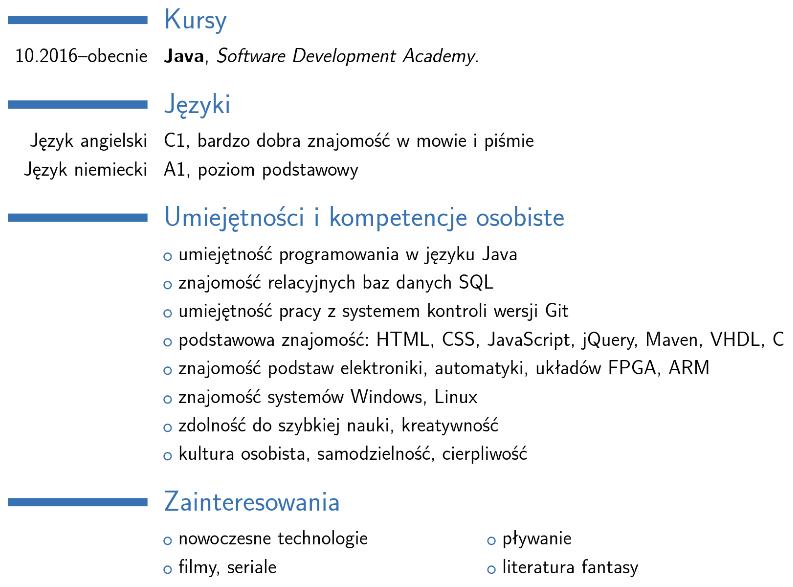 Kursy
10.2016–obecnie Java, Software Development Academy.
Języki
Język angielski C1, bardzo dobra znajomość w mowie i piśmie
Język niemiecki A1, poziom podstawowy
Umiejętności i kompetencje osobiste
umiejętność programowania w języku Java
znajomość relacyjnych baz danych SQL
umiejętność pracy z systemem kontroli wersji Git
podstawowa znajomość: HTML, CSS, JavaScript, jQuery, Maven, VHDL, C
znajomość podstaw elektroniki, automatyki, układów FPGA, ARM
znajomość systemów Windows, Linux
zdolność do szybkiej nauki, kreatywność
kultura osobista, samodzielność, cierpliwość
Zainteresowania
nowoczesne technologie pływanie
filmy, seriale literatura fantasy